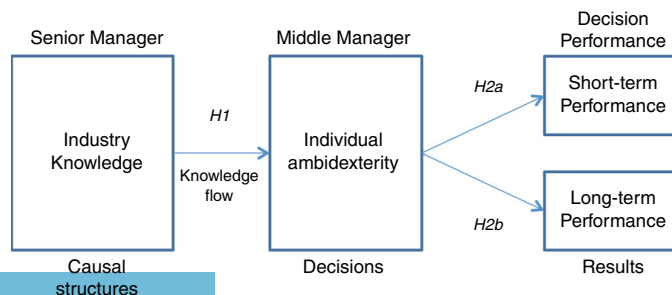 Senior Manager
Middle Manager
Decision
Performance
Industry
Knowledge
H1
Knowledge
flow
Individual
ambidexterity
H2a
H2b
Short-term
Performance
Long-term
Performance
Causal
structures
Decisions
Results